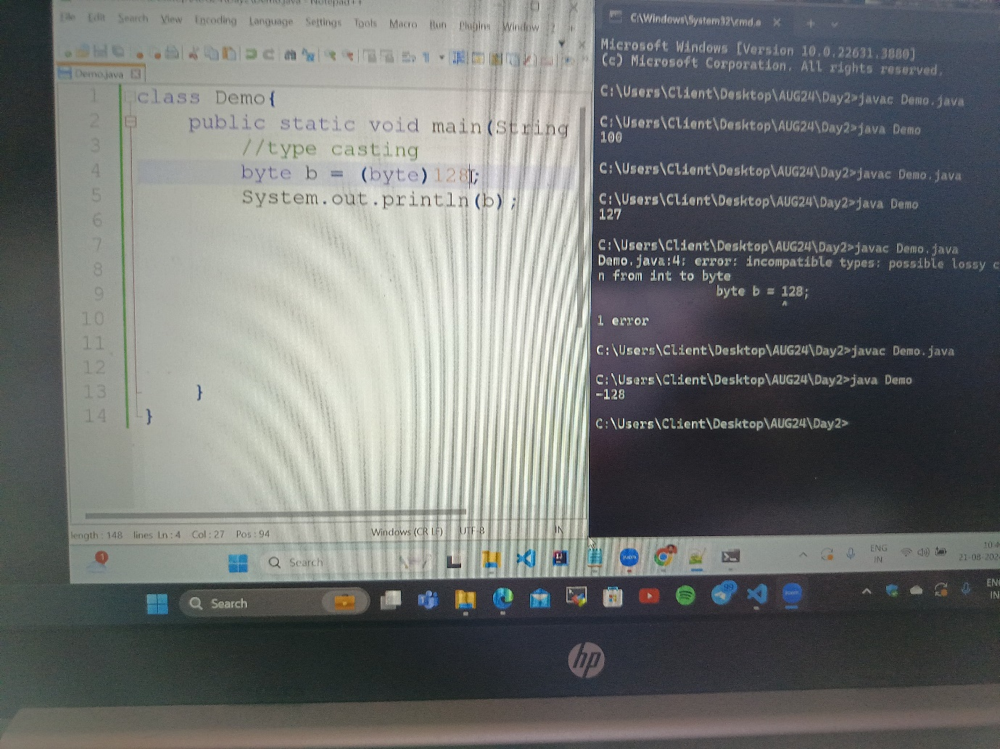 File Edit Search View Encoding Language Settings Tools Macro Run Plugins Window ? +
Demo.java
1 class Demo{
2 public static void main(String
3 //type casting
4 byte b = (byte)128;
5 System.out.println(b);
6
7
8
9
10
11
12
13 }
14 }
length : 148 lines Ln : 4 Col : 27 Pos : 94 Windows (CR LF) UTF-8 IN
C:\Windows\System32\cmd.e
Microsoft Windows [Version 10.0.22631.3880]
(c) Microsoft Corporation. All rights reserved.
C:\Users\Client\Desktop\AUG24\Day2>javac Demo.java
C:\Users\Client\Desktop\AUG24\Day2>java Demo
100
C:\Users\Client\Desktop\AUG24\Day2>javac Demo.java
C:\Users\Client\Desktop\AUG24\Day2>java Demo
127
C:\Users\Client\Desktop\AUG24\Day2>javac Demo.java
Demo.java:4: error: incompatible types: possible lossy c
n from int to byte
byte b = 128;
^
1 error
C:\Users\Client\Desktop\AUG24\Day2>javac Demo.java
C:\Users\Client\Desktop\AUG24\Day2>java Demo
-128
C:\Users\Client\Desktop\AUG24\Day2>
1
Search
ENG
IN
21-08-202
Search
99
ENG
IN
hp